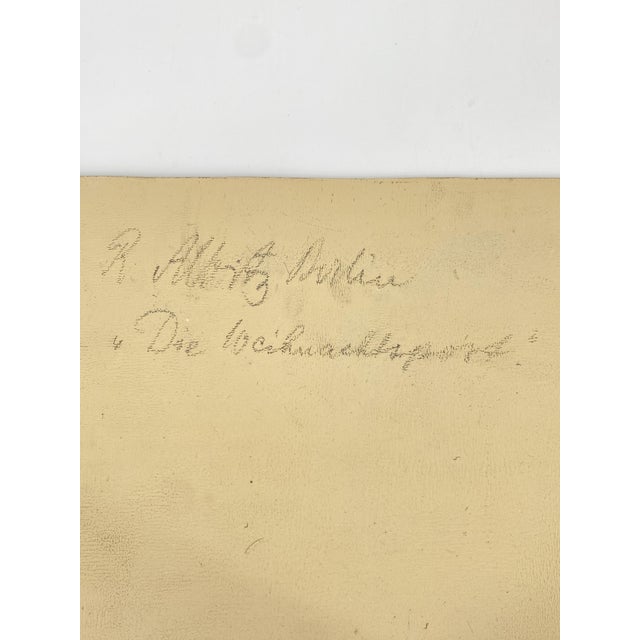 R. Albitz Berlin
„Die Weihnachtspost“